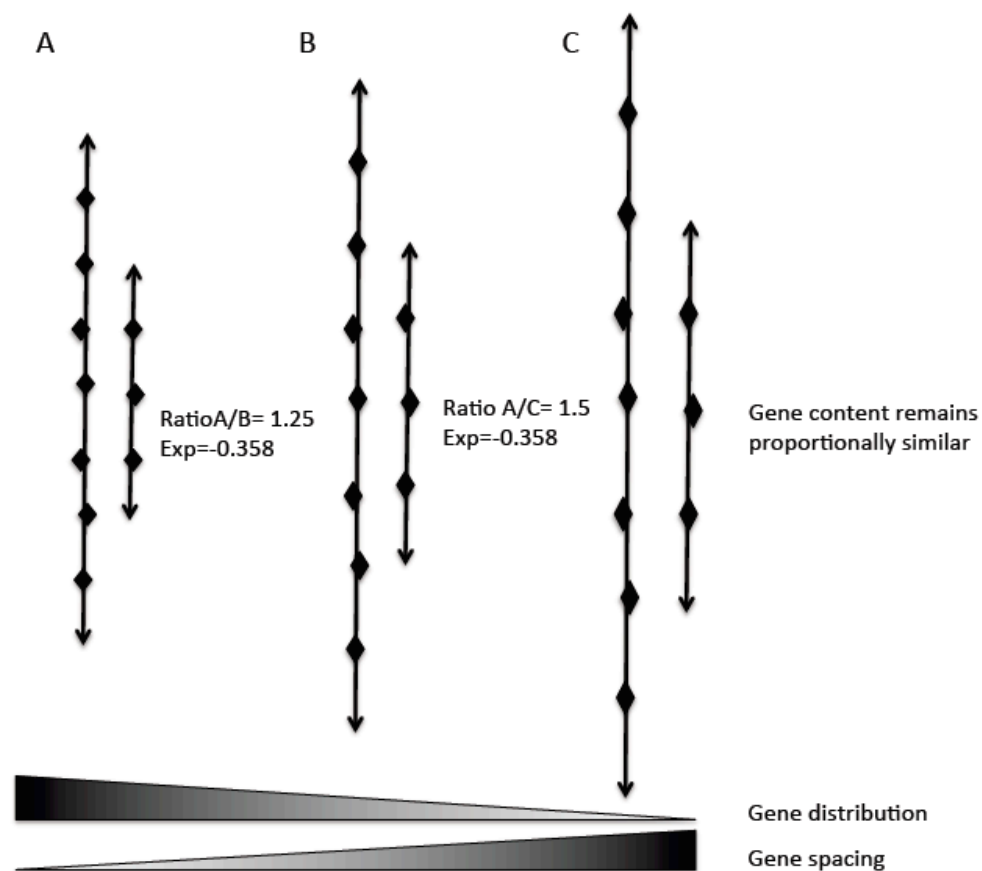 A
B
C
RatioA/B= 1.25
Exp=-0.358
Ratio A/C= 1.5
Exp=-0.358
Gene content remains
proportionally similar
Gene distribution
Gene spacing